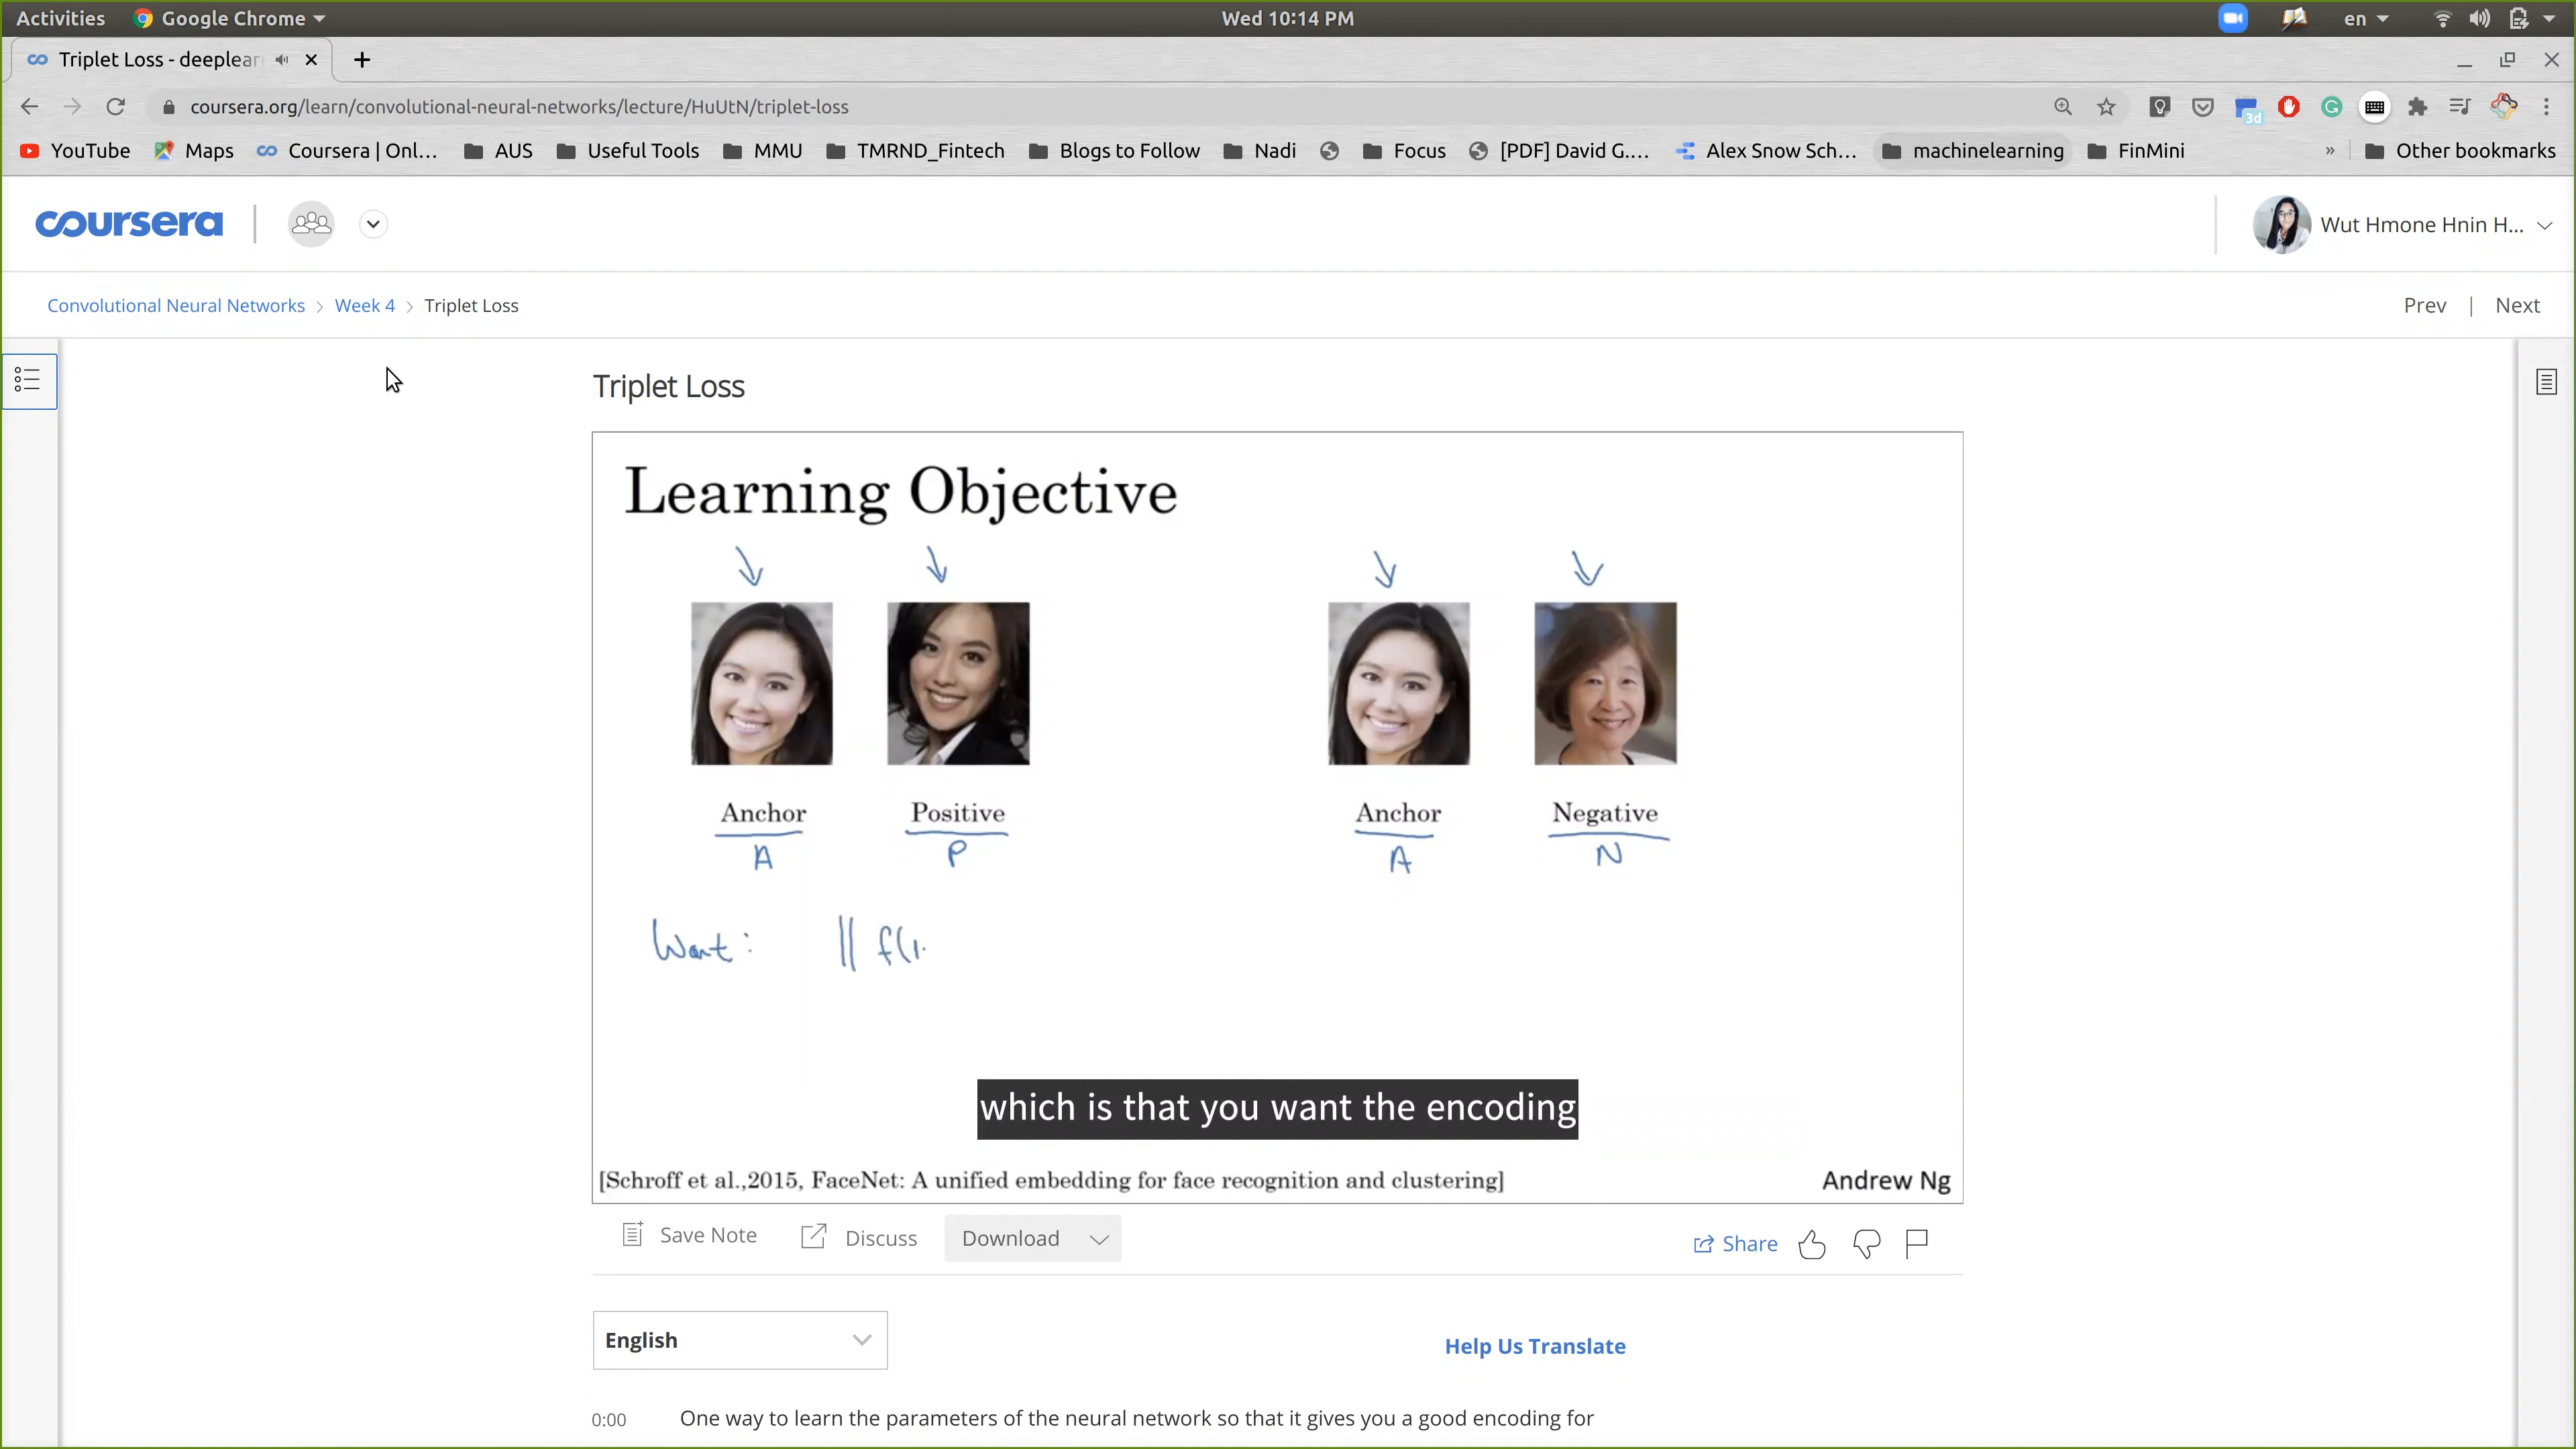 Activities Google Chrome Wed 10:14 PM en
Triplet Loss - deeplear
coursera.org/learn/convolutional-neural-networks/lecture/HuUtN/triplet-loss
3d
YouTube Maps Coursera | Onl... AUS Useful Tools MMU TMRND_Fintech Blogs to Follow Nadi Focus [PDF] David G.... Alex Snow Sch... machinelearning FinMini » Other bookmarks
coursera Wut Hmone Hnin H...
Convolutional Neural Networks > Week 4 > Triplet Loss Prev | Next
Triplet Loss
Learning Objective
Anchor Positive Anchor Negative
A P A N
Want: || f(
which is that you want the encoding
[Schroff et al.,2015, FaceNet: A unified embedding for face recognition and clustering] Andrew Ng
Save Note Discuss Download Share
English Help Us Translate
0:00 One way to learn the parameters of the neural network so that it gives you a good encoding for